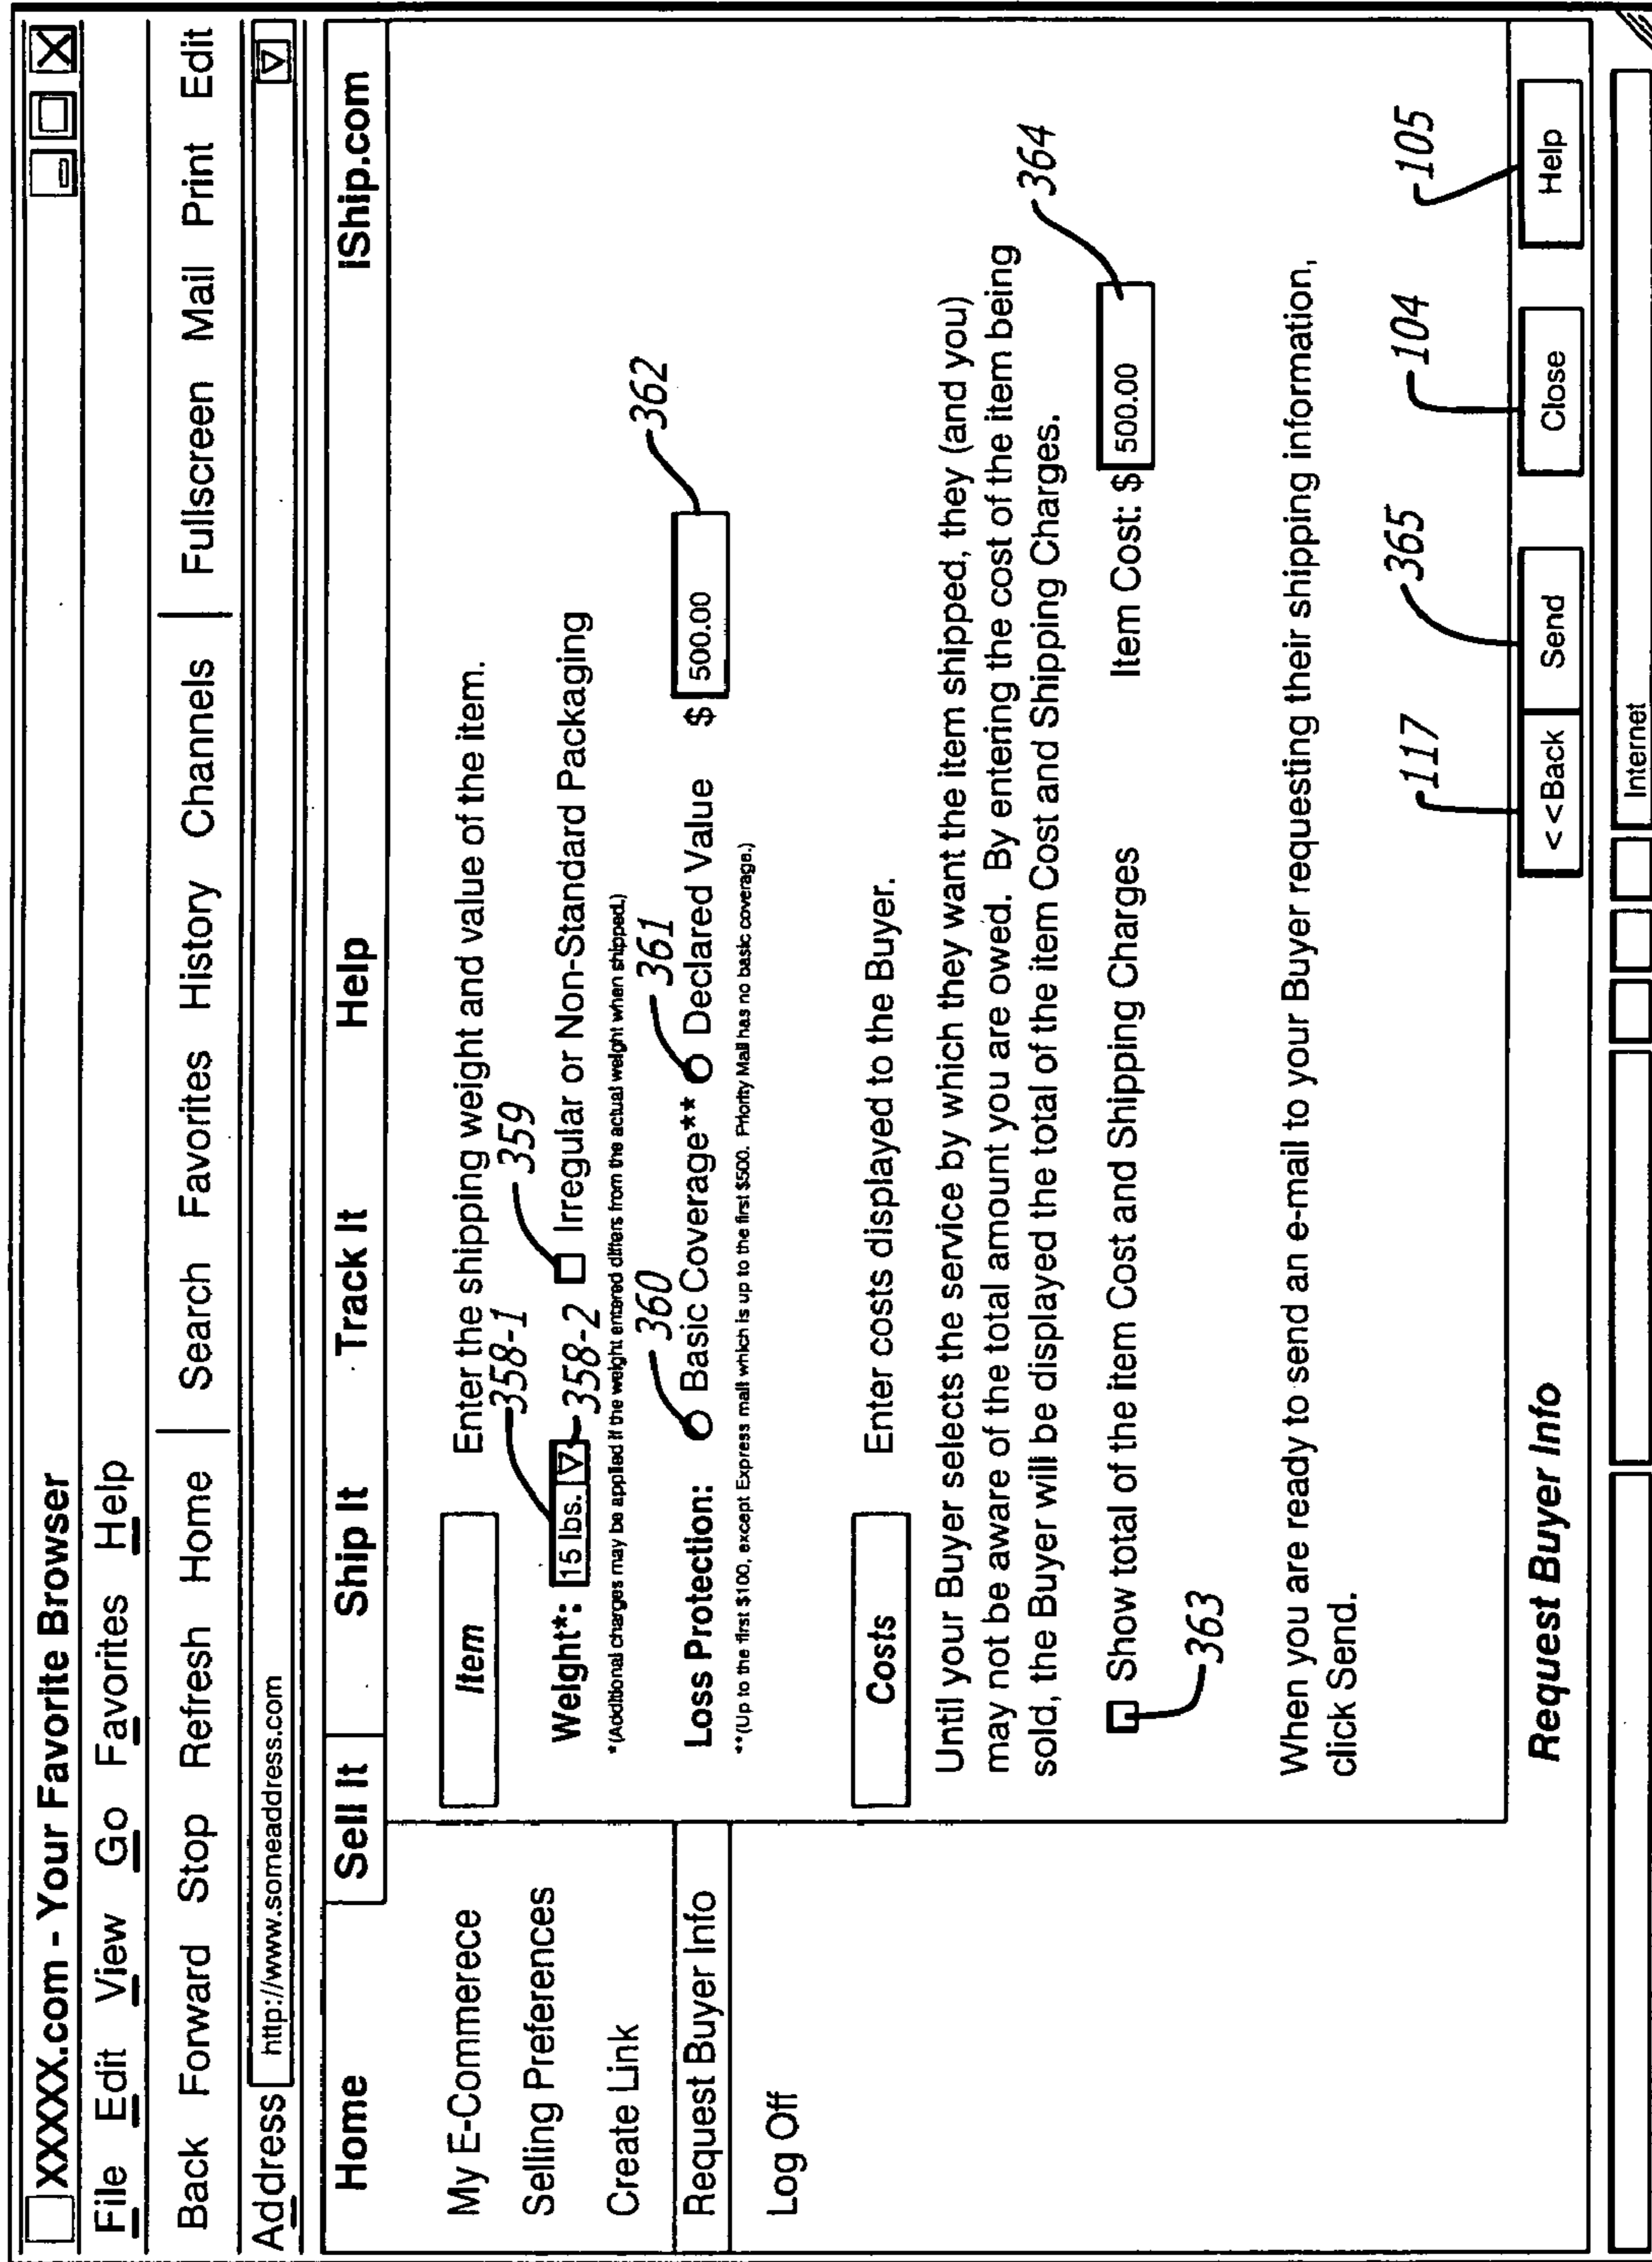 XXXXX.com - Your Favorite Browser
File Edit View Go Favorites Help
Back Forward Stop Refresh Home Search Favorites History Channels Fullscreen Mail Print Edit
Address http://www.someaddress.com
Home Sell It Ship It Track It Help iShip.com
My E-Commerece
Selling Preferences
Create Link
Request Buyer Info
Log Off
Item Enter the shipping weight and value of the item.
358-1 359
Weight*: 15 lbs. 358-2 Irregular or Non-Standard Packaging
*(Additional charges may be applied if the weight entered differs from the actual weight when shipped.)
360 361 362
Loss Protection: Basic Coverage** Declared Value $ 500.00
**(Up to the first $100, except Express mail which is up to the first $500. Priority Mail has no basic coverage.)
Costs Enter costs displayed to the Buyer.
Until your Buyer selects the service by which they want the item shipped, they (and you)
may not be aware of the total amount you are owed. By entering the cost of the item being
sold, the Buyer will be displayed the total of the item Cost and Shipping Charges.
364
Show total of the item Cost and Shipping Charges Item Cost: $ 500.00
363
When you are ready to send an e-mail to your Buyer requesting their shipping information,
click Send.
117 365 104 105
Request Buyer Info <<Back Send Close Help
Internet